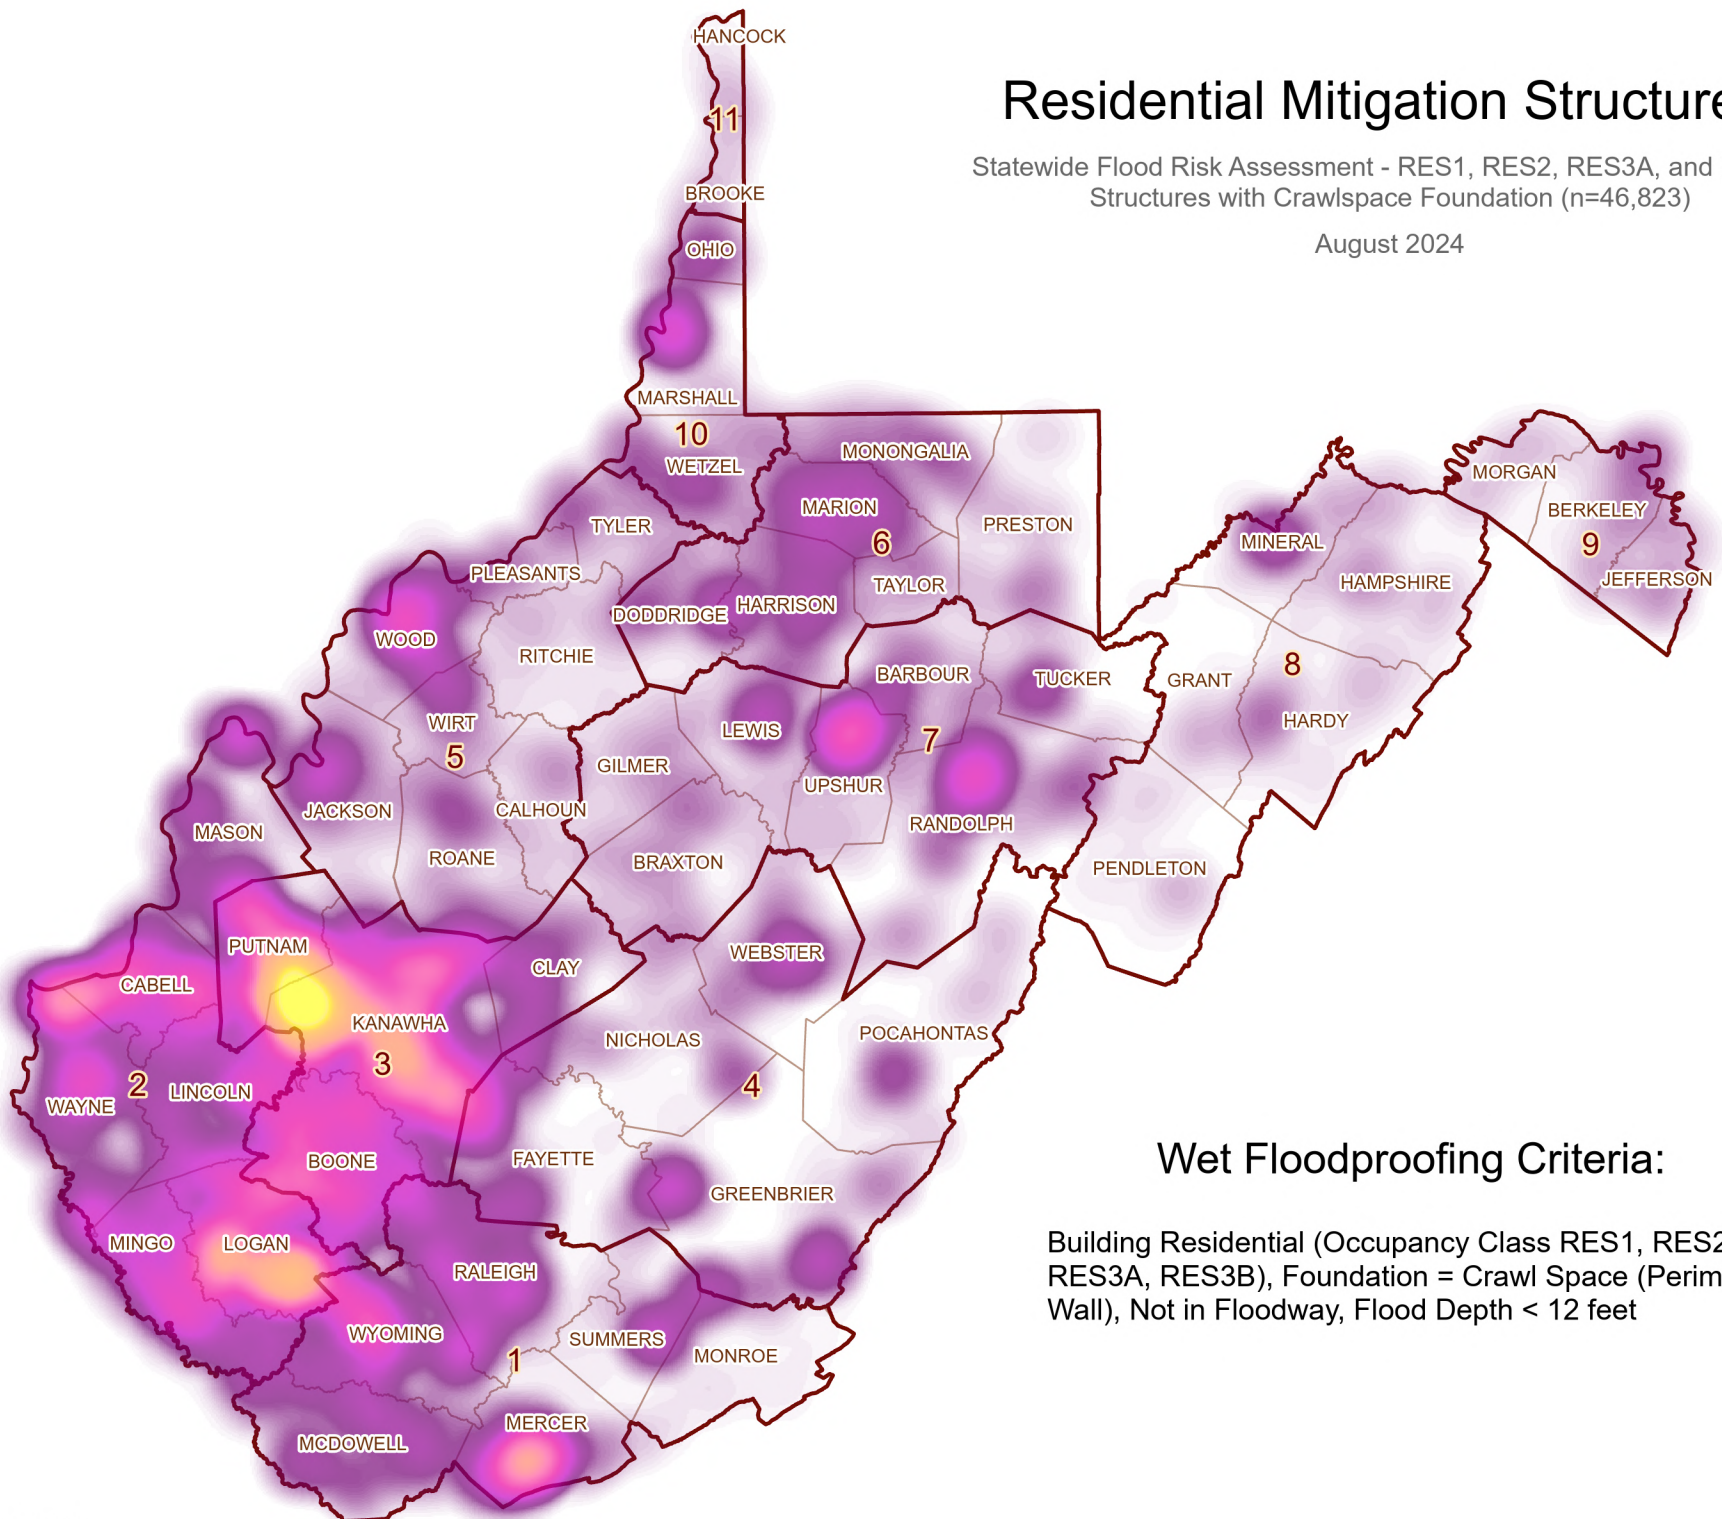 HANCOCK
11
BROOKE
OHIO
Residential Mitigation Structure
Statewide Flood Risk Assessment - RES1, RES2, RES3A, and
Structures with Crawlspace Foundation (n=46,823)
August 2024
MARSHALL
10
WETZEL
MONONGALIA
MARION
6
PRESTON
TYLER
PLEASANTS
TAYLOR
DODDRIDGE
HARRISON
WOOD
RITCHIE
MORGAN
BERKELEY
9
JEFFERSON
MINERAL
HAMPSHIRE
8
GRANT
HARDY
BARBOUR
TUCKER
WIRT
5
LEWIS
7
GILMER
UPSHUR
JACKSON
CALHOUN
RANDOLPH
MASON
ROANE
BRAXTON
PENDLETON
PUTNAM
CABELL
CLAY
WEBSTER
KANAWHA
3
NICHOLAS
POCAHONTAS
2
LINCOLN
WAYNE
4
BOONE
FAYETTE
GREENBRIER
MINGO
LOGAN
RALEIGH
WYOMING
SUMMERS
1
MONROE
MERCER
MCDOWELL
Wet Floodproofing Criteria:
Building Residential (Occupancy Class RES1, RES2
RES3A, RES3B), Foundation = Crawl Space (Perim
Wall), Not in Floodway, Flood Depth < 12 feet